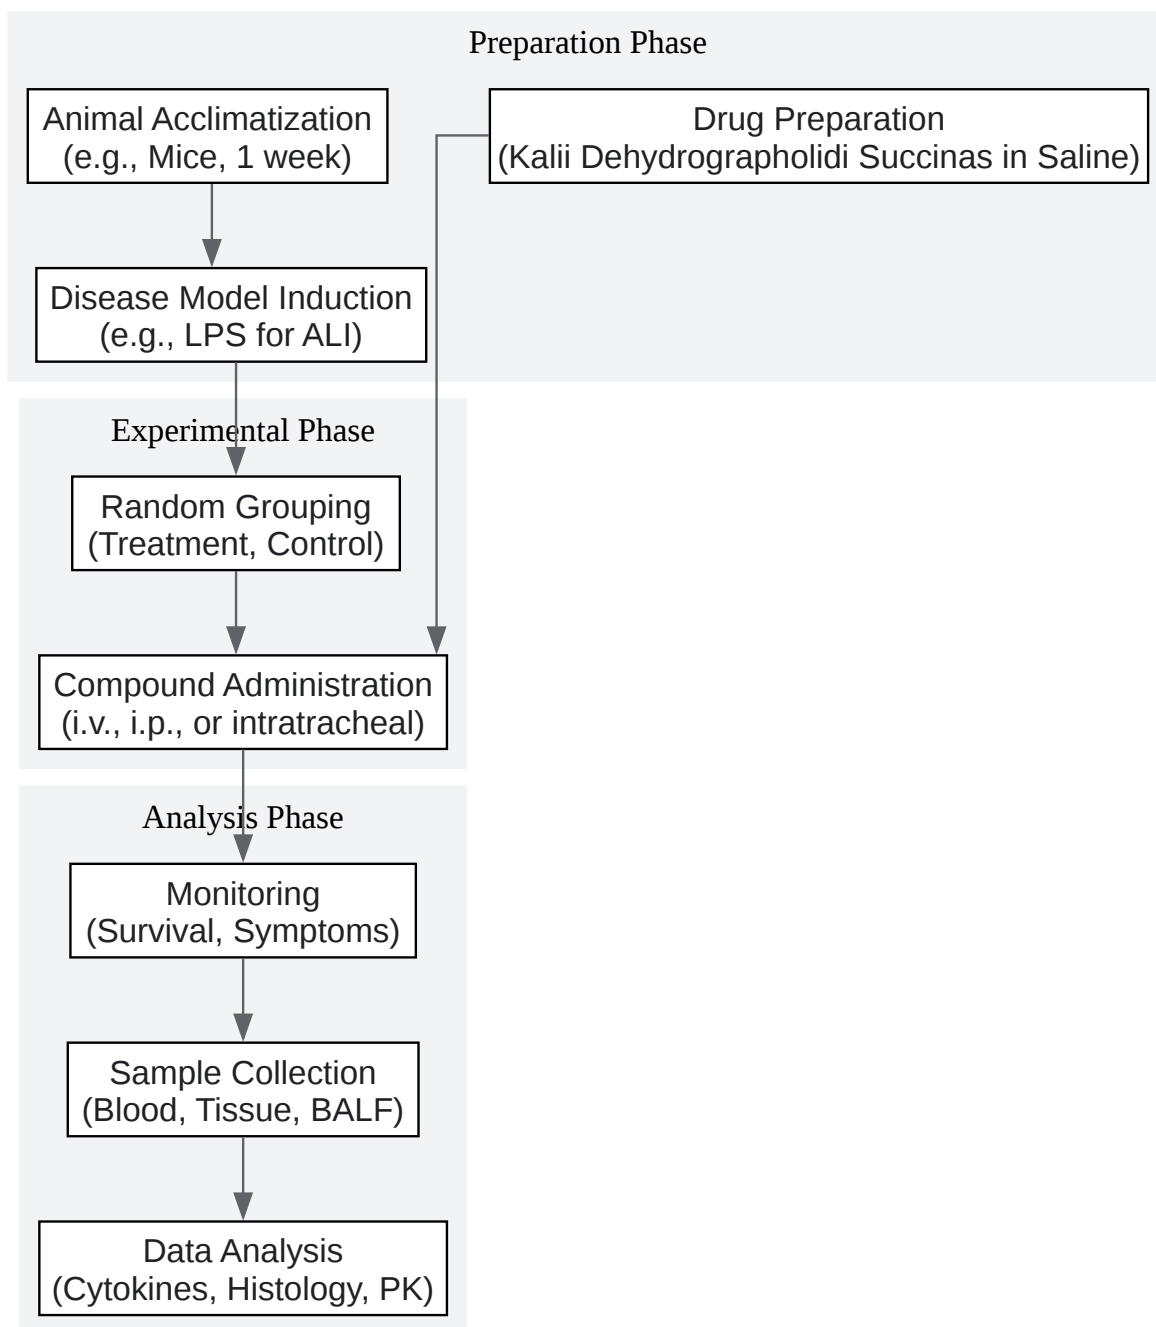 Preparation Phase
Animal Acclimatization
(e.g., Mice, 1 week)
Drug Preparation
(Kalii Dehydrographolidi Succinas in Saline)
Disease Model Induction
(e.g., LPS for ALI)
Experimental Phase
Random Grouping
(Treatment, Control)
Compound Administration
(i.v., i.p., or intratracheal)
Analysis Phase
Monitoring
(Survival, Symptoms)
Sample Collection
(Blood, Tissue, BALF)
Data Analysis
(Cytokines, Histology, PK)